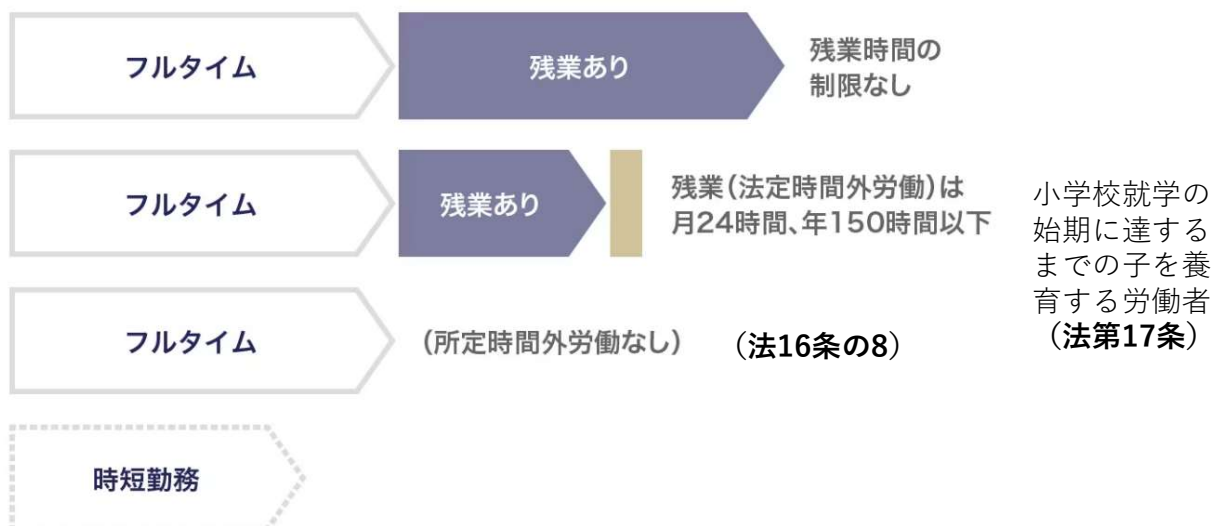 フルタイム
残業あり
残業時間の
制限なし
フルタイム
残業あり
残業(法定時間外労働)は
月24時間、年150時間以下
小学校就学の
始期に達する
までの子を養
育する労働者
(法第17条)
フルタイム
(所定時間外労働なし)
(法16条の8)
時短勤務